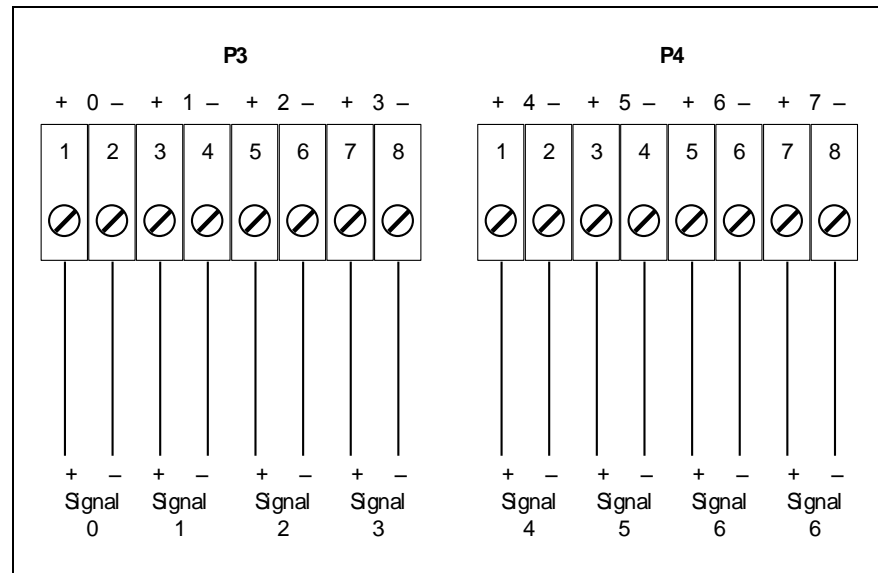 P3 P4
+ 0 – + 1 – + 2 – + 3 – + 4 – + 5 – + 6 – + 7 –
1 2 3 4 5 6 7 8 1 2 3 4 5 6 7 8
+ – + – + – + – + – + – + – + –
Signal Signal Signal Signal Signal Signal Signal Signal
0 1 2 3 4 5 6 6